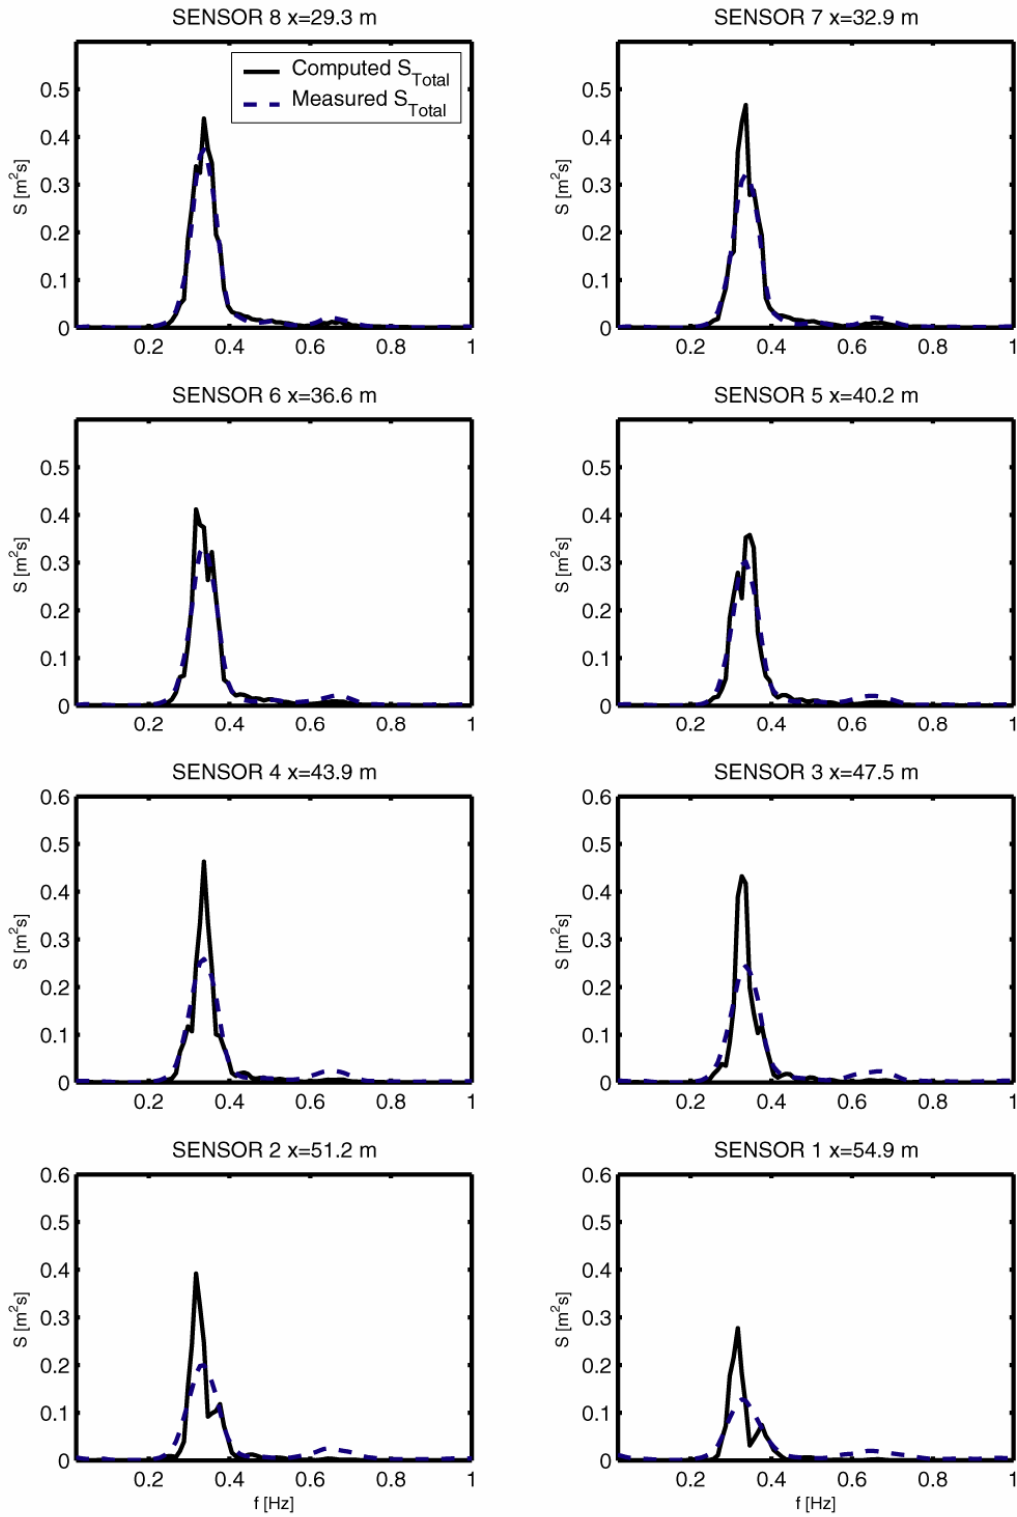 SENSOR 8 x=29.3 m
SENSOR 7 x=32.9 m
Computed S_Total
Measured S_Total
0.5
0.4
0.3
0.2
0.1
0
S [m²s]
0.2 0.4 0.6 0.8 1
0.5
0.4
0.3
0.2
0.1
0
S [m²s]
0.2 0.4 0.6 0.8 1
SENSOR 6 x=36.6 m
SENSOR 5 x=40.2 m
0.5
0.4
0.3
0.2
0.1
0
S [m²s]
0.2 0.4 0.6 0.8 1
0.5
0.4
0.3
0.2
0.1
0
S [m²s]
0.2 0.4 0.6 0.8 1
SENSOR 4 x=43.9 m
SENSOR 3 x=47.5 m
0.6
0.5
0.4
0.3
0.2
0.1
0
S [m²s]
0.2 0.4 0.6 0.8 1
0.6
0.5
0.4
0.3
0.2
0.1
0
S [m²s]
0.2 0.4 0.6 0.8 1
SENSOR 2 x=51.2 m
SENSOR 1 x=54.9 m
0.6
0.5
0.4
0.3
0.2
0.1
0
S [m²s]
0.2 0.4 0.6 0.8 1
f [Hz]
0.6
0.5
0.4
0.3
0.2
0.1
0
S [m²s]
0.2 0.4 0.6 0.8 1
f [Hz]